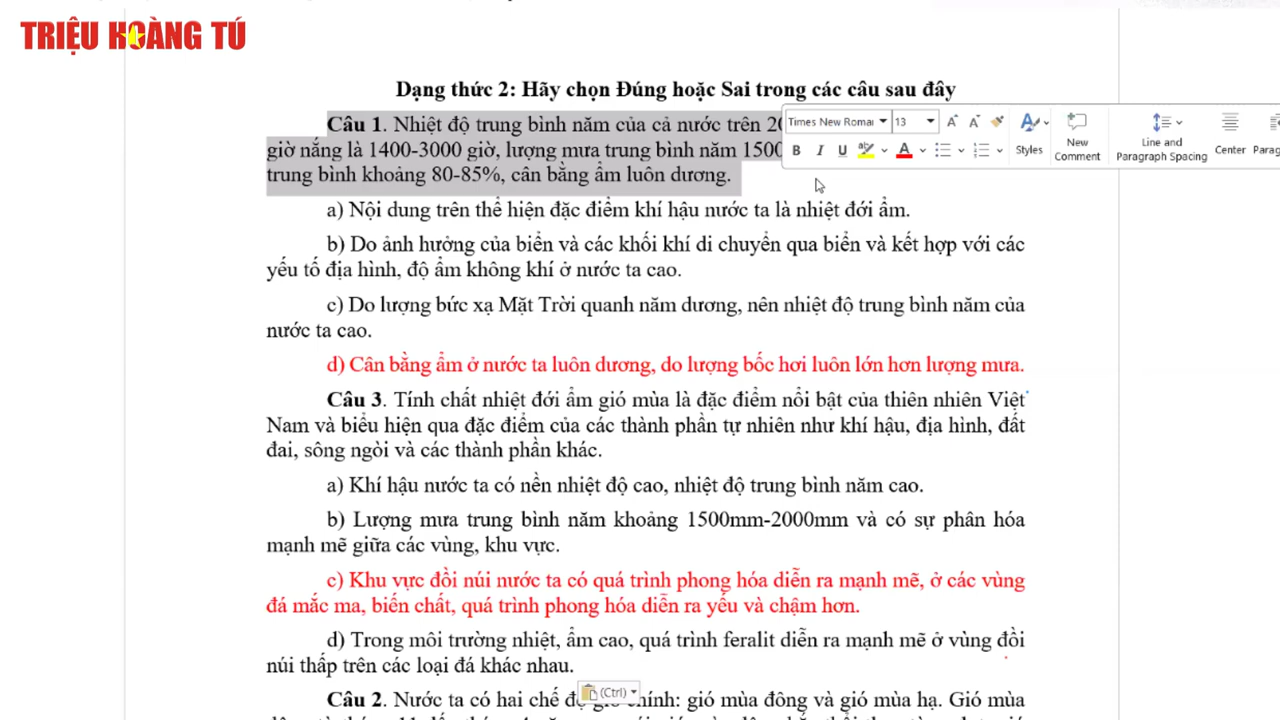 TRIỆU HOÀNG TÚ
Dạng thức 2: Hãy chọn Đúng hoặc Sai trong các câu sau đây
Câu 1. Nhiệt độ trung bình năm của cả nước trên 20
giờ nắng là 1400-3000 giờ, lượng mưa trung bình năm 1500
trung bình khoảng 80-85%, cân bằng ẩm luôn dương.
Times New Roman 13
Styles
New Comment
Line and Paragraph Spacing
Center
Parag
a) Nội dung trên thể hiện đặc điểm khí hậu nước ta là nhiệt đới ẩm.
b) Do ảnh hưởng của biển và các khối khí di chuyển qua biển và kết hợp với các
yếu tố địa hình, độ ẩm không khí ở nước ta cao.
c) Do lượng bức xạ Mặt Trời quanh năm dương, nên nhiệt độ trung bình năm của
nước ta cao.
d) Cân bằng ẩm ở nước ta luôn dương, do lượng bốc hơi luôn lớn hơn lượng mưa.
Câu 3. Tính chất nhiệt đới ẩm gió mùa là đặc điểm nổi bật của thiên nhiên Việt
Nam và biểu hiện qua đặc điểm của các thành phần tự nhiên như khí hậu, địa hình, đất
đai, sông ngòi và các thành phần khác.
a) Khí hậu nước ta có nền nhiệt độ cao, nhiệt độ trung bình năm cao.
b) Lượng mưa trung bình năm khoảng 1500mm-2000mm và có sự phân hóa
mạnh mẽ giữa các vùng, khu vực.
c) Khu vực đồi núi nước ta có quá trình phong hóa diễn ra mạnh mẽ, ở các vùng
đá mắc ma, biến chất, quá trình phong hóa diễn ra yếu và chậm hơn.
d) Trong môi trường nhiệt, ẩm cao, quá trình feralit diễn ra mạnh mẽ ở vùng đồi
núi thấp trên các loại đá khác nhau.
(Ctrl)
Câu 2. Nước ta có hai chế độ gió chính: gió mùa đông và gió mùa hạ. Gió mùa